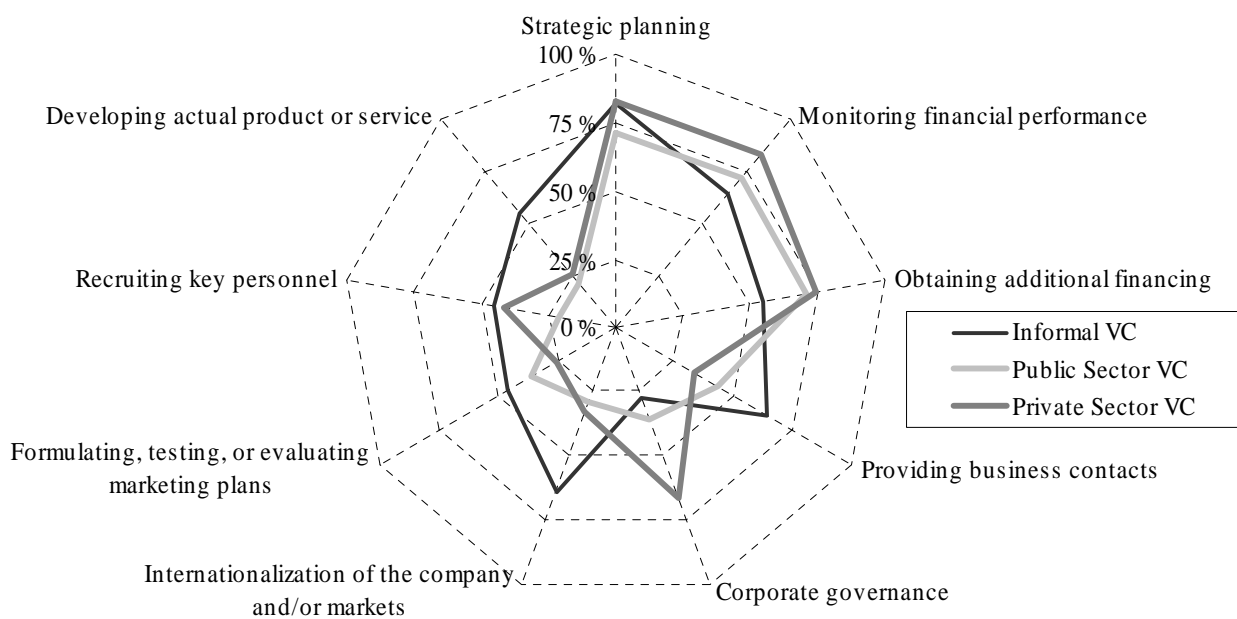 Strategic planning
100 %
Developing actual product or service
Monitoring financial performance
75 %
50 %
Recruiting key personnel
25 %
Obtaining additional financing
0 %
Informal VC
Public Sector VC
Private Sector VC
Formulating, testing, or evaluating
marketing plans
Providing business contacts
Internationalization of the company
and/or markets
Corporate governance